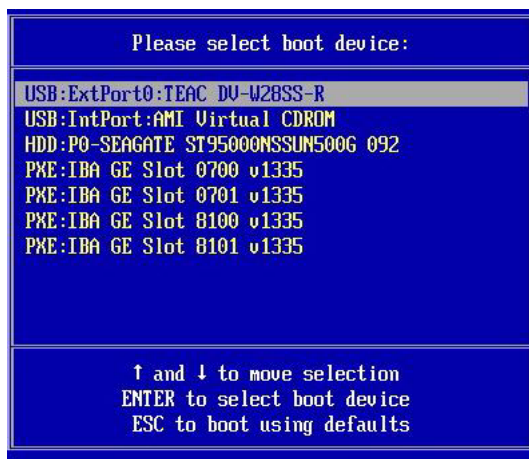 Please select boot device:
USB:ExtPort0:TEAC DV-W28SS-R
USB:IntPort:AMI Virtual CDROM
HDD:P0-SEAGATE ST95000NSSUN500G 092
PXE:IBA GE Slot 0700 v1335
PXE:IBA GE Slot 0701 v1335
PXE:IBA GE Slot 8100 v1335
PXE:IBA GE Slot 8101 v1335
↑ and ↓ to move selection
ENTER to select boot device
ESC to boot using defaults